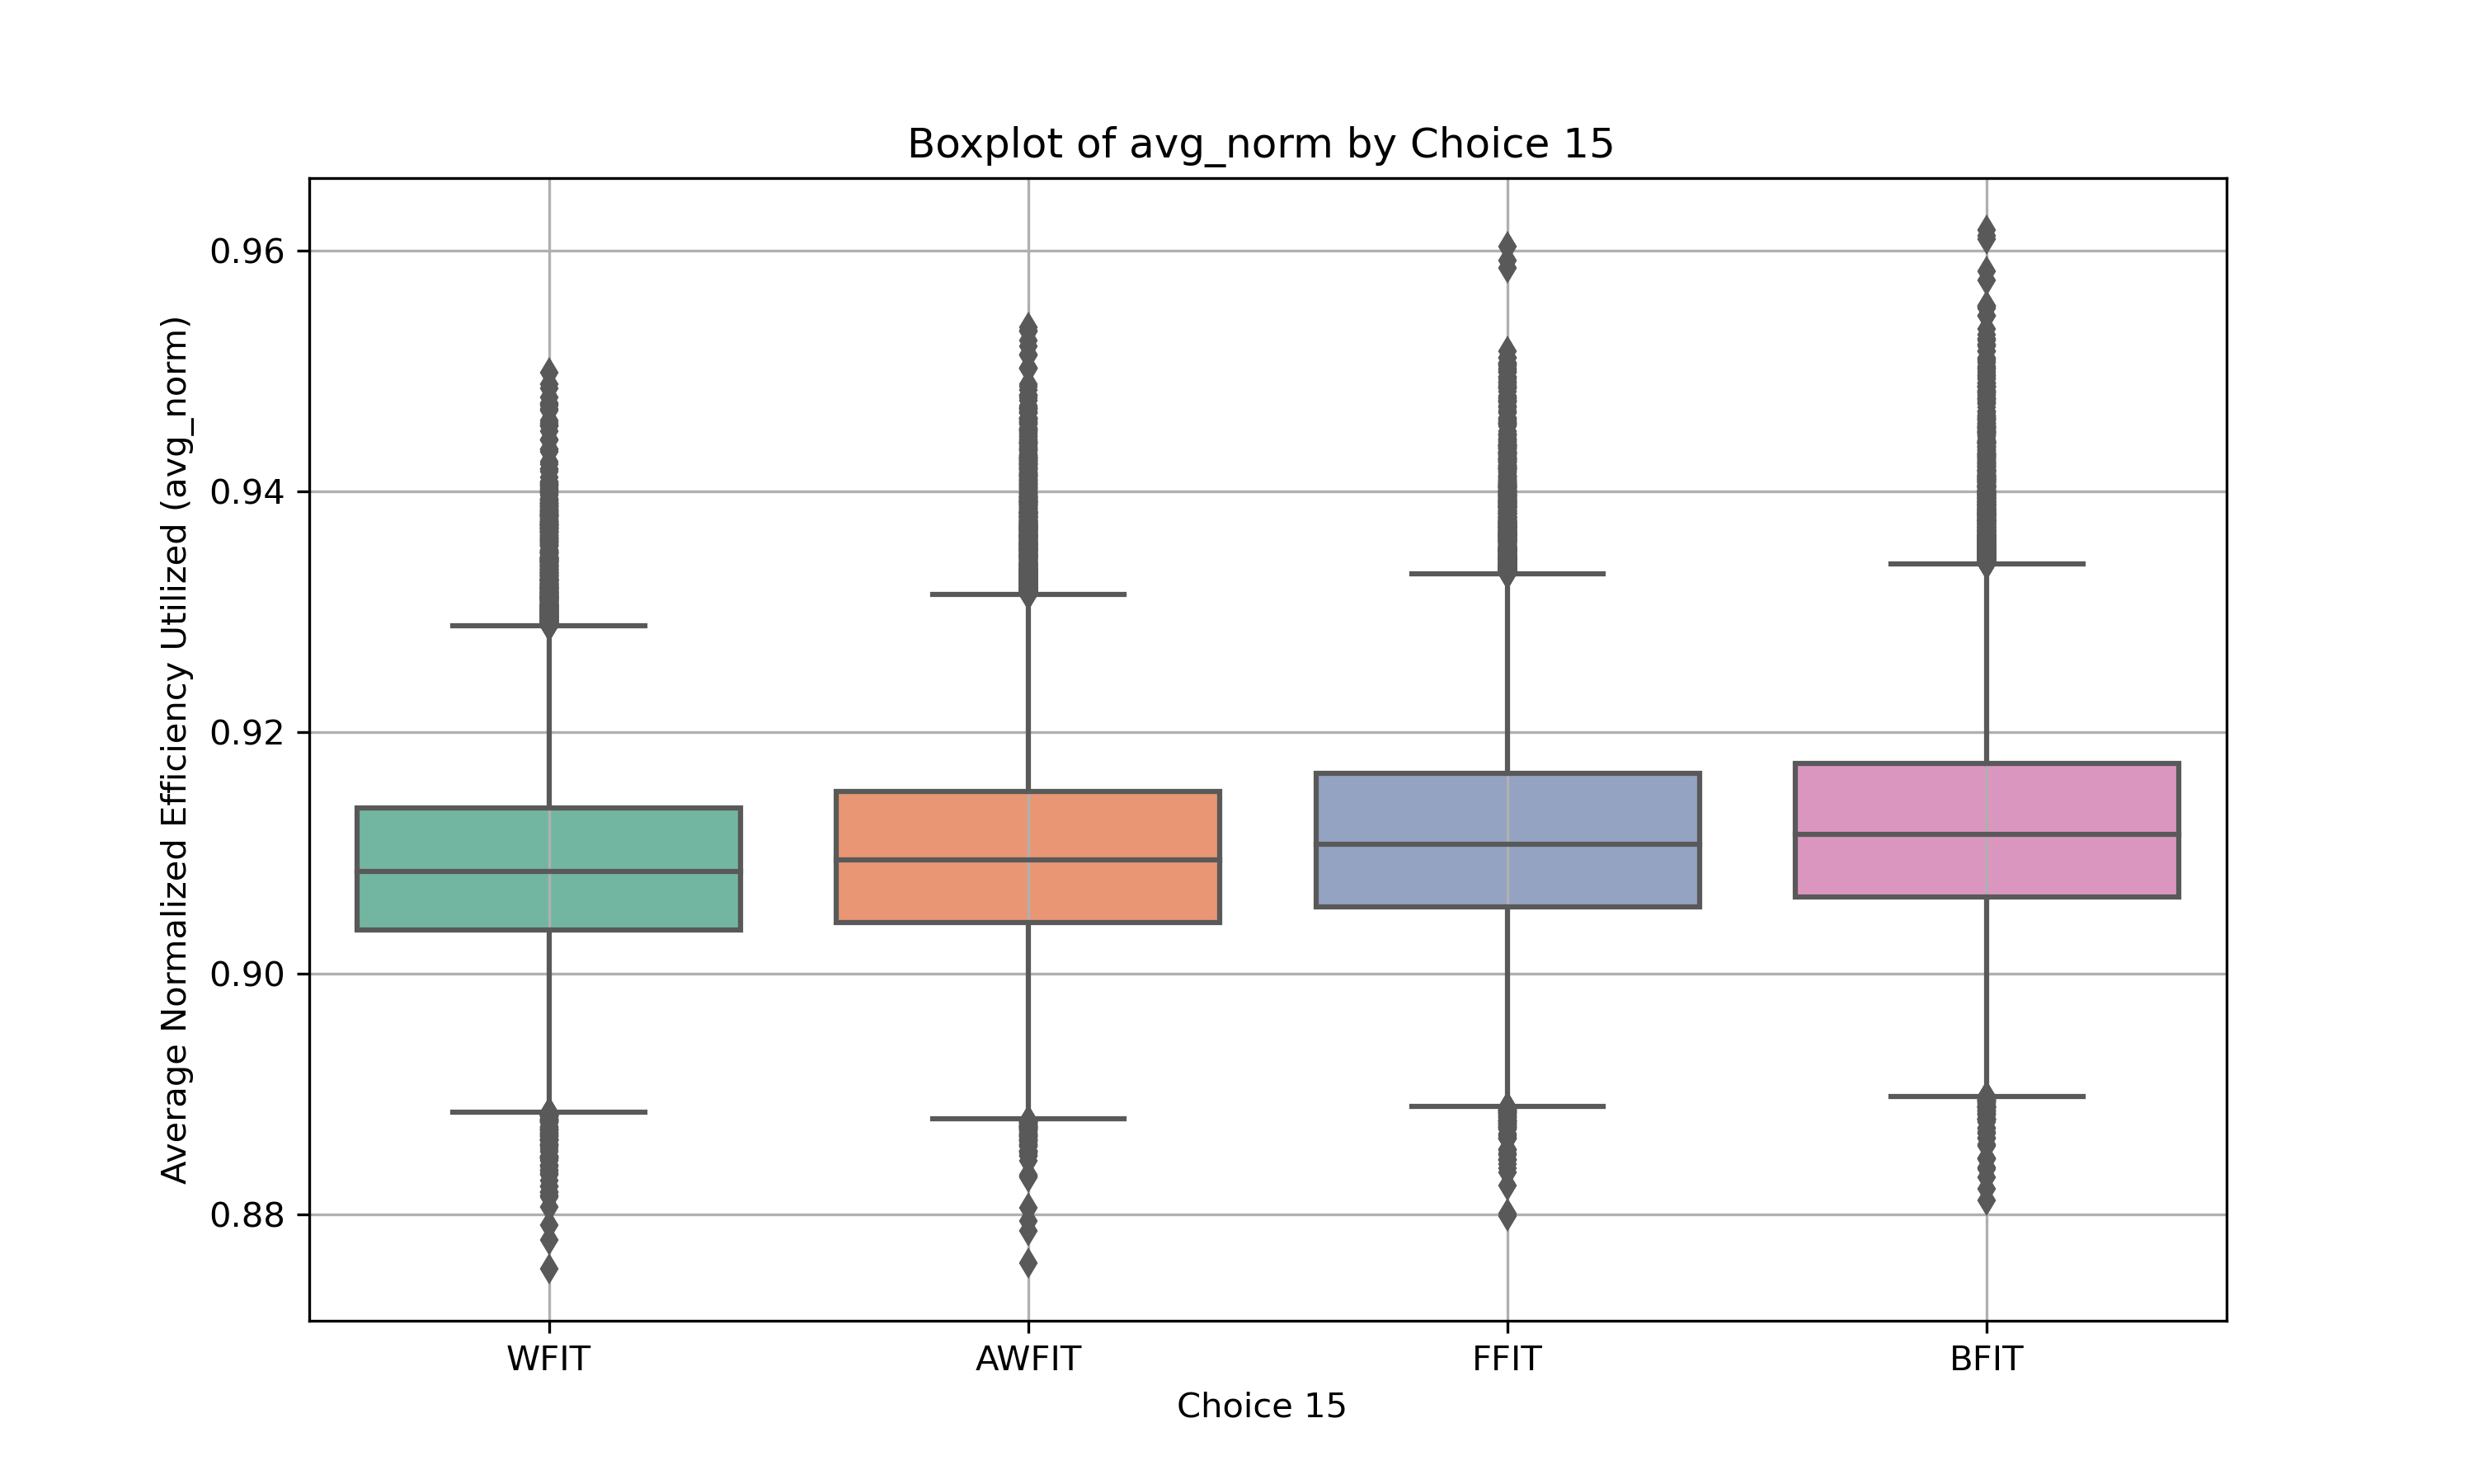 Boxplot of avg_norm by Choice 15
Average Normalized Efficiency Utilized (avg_norm)
0.96
0.94
0.92
0.90
0.88
WFIT
AWFIT
FFIT
BFIT
Choice 15